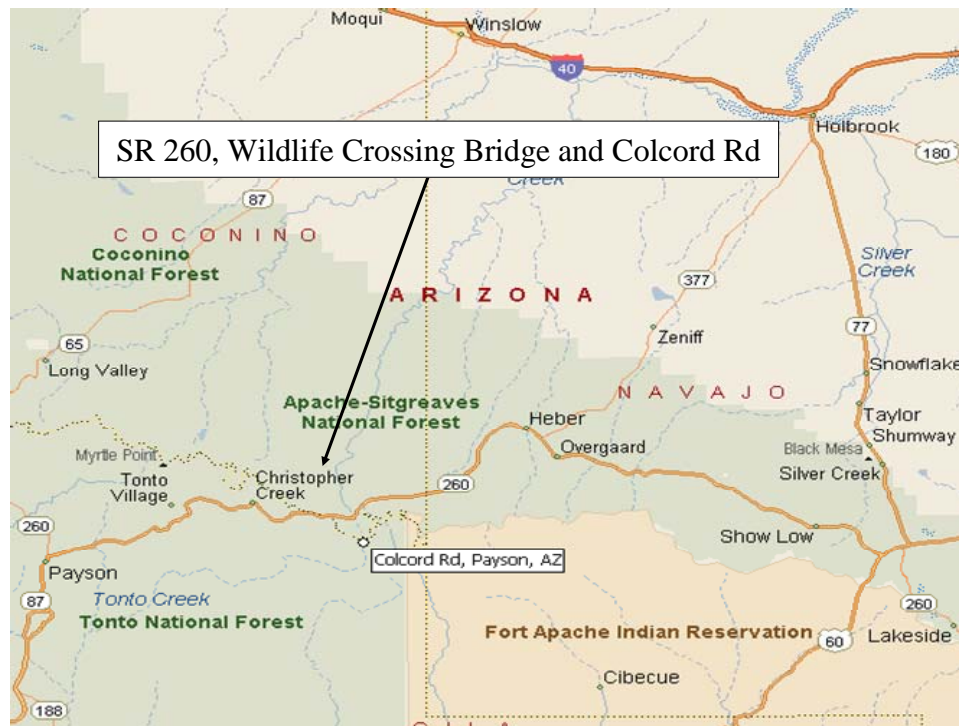 Moqui
Winslow
40
Holbrook
SR 260, Wildlife Crossing Bridge and Colcord Rd
180
Creek
87
COCONINO
Coconino
National Forest
Silver
Creek
ARIZONA
377
77
65
Zeniff
Long Valley
Snowflake
NAVAJO
Apache-Sitgreaves
National Forest
Taylor
Heber
Shumway
Overgaard
Black Mesa
Silver Creek
Myrtle Point
Tonto
Village
Christopher
Creek
260
260
Show Low
Colcord Rd, Payson, AZ
Payson
87
Tonto Creek
Tonto National Forest
Fort Apache Indian Reservation
60
260
Lakeside
Cibecue
188